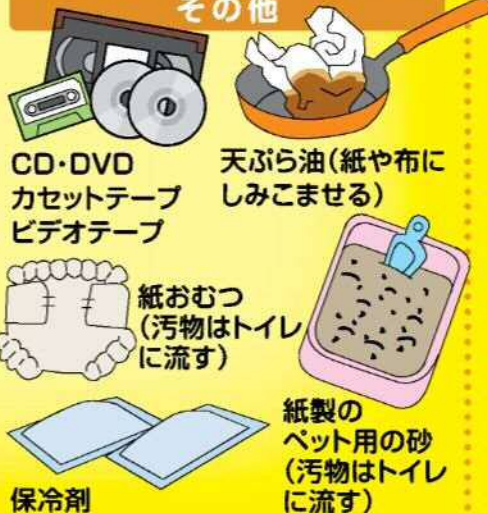 その他
CD・DVD
カセットテープ
ビデオテープ
天ぷら油(紙や布に
しみこませる)
紙おむつ
(汚物はトイレ
に流す)
紙製の
ペット用の砂
(汚物はトイレ
に流す)
保冷剤